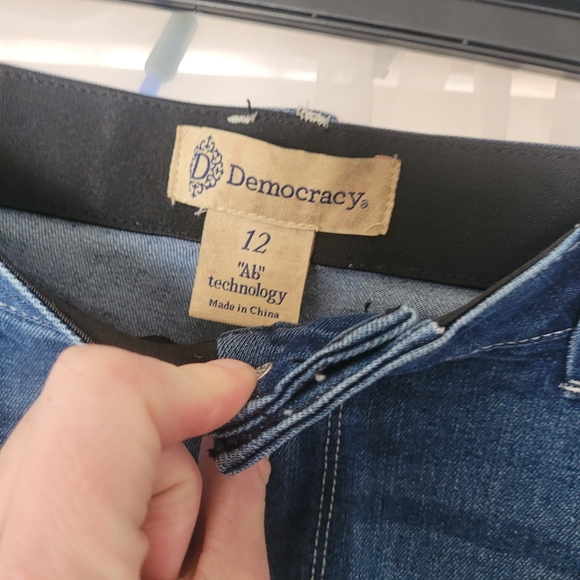 D Democracy®
12
"Ab"
technology
Made in China